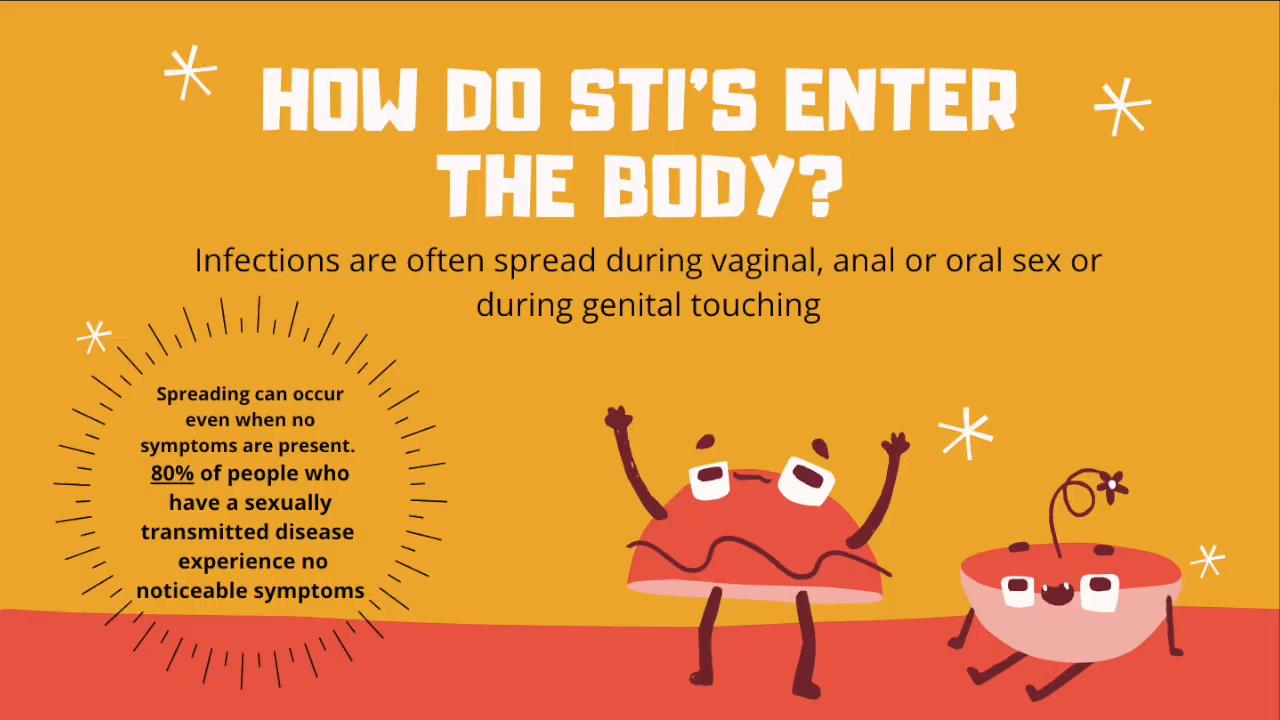 HOW DO STI'S ENTER
THE BODY?
Infections are often spread during vaginal, anal or oral sex or
during genital touching
Spreading can occur
even when no
symptoms are present.
80% of people who
have a sexually
transmitted disease
experience no
noticeable symptoms